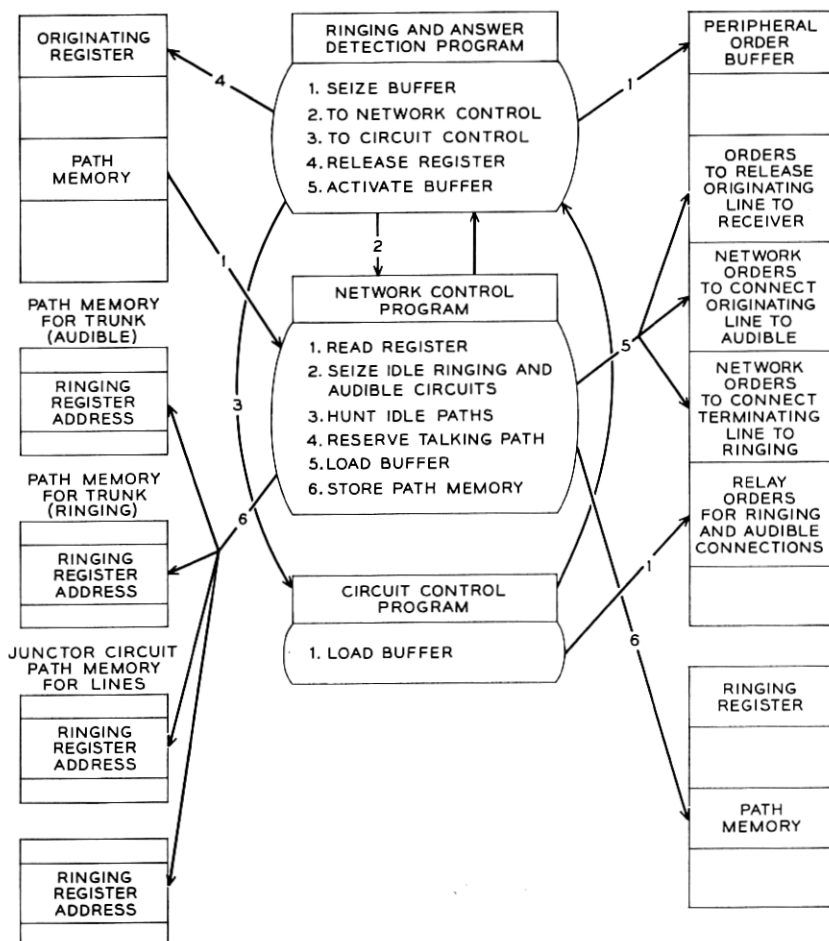 ORIGINATING
REGISTER
PATH
MEMORY
PATH MEMORY
FOR TRUNK
(AUDIBLE)
RINGING
REGISTER
ADDRESS
PATH MEMORY
FOR TRUNK
(RINGING)
RINGING
REGISTER
ADDRESS
JUNCTOR CIRCUIT
PATH MEMORY
FOR LINES
RINGING
REGISTER
ADDRESS
RINGING
REGISTER
ADDRESS
4
1
3
6
RINGING AND ANSWER
DETECTION PROGRAM
1. SEIZE BUFFER
2. TO NETWORK CONTROL
3. TO CIRCUIT CONTROL
4. RELEASE REGISTER
5. ACTIVATE BUFFER
2
NETWORK CONTROL
PROGRAM
1. READ REGISTER
2. SEIZE IDLE RINGING AND
AUDIBLE CIRCUITS
3. HUNT IDLE PATHS
4. RESERVE TALKING PATH
5. LOAD BUFFER
6. STORE PATH MEMORY
CIRCUIT CONTROL
PROGRAM
1. LOAD BUFFER
1
5
1
6
PERIPHERAL
ORDER
BUFFER
ORDERS
TO RELEASE
ORIGINATING
LINE TO
RECEIVER
NETWORK
ORDERS
TO CONNECT
ORIGINATING
LINE TO
AUDIBLE
NETWORK
ORDERS
TO CONNECT
TERMINATING
LINE TO
RINGING
RELAY
ORDERS
FOR RINGING
AND AUDIBLE
CONNECTIONS
RINGING
REGISTER
PATH
MEMORY